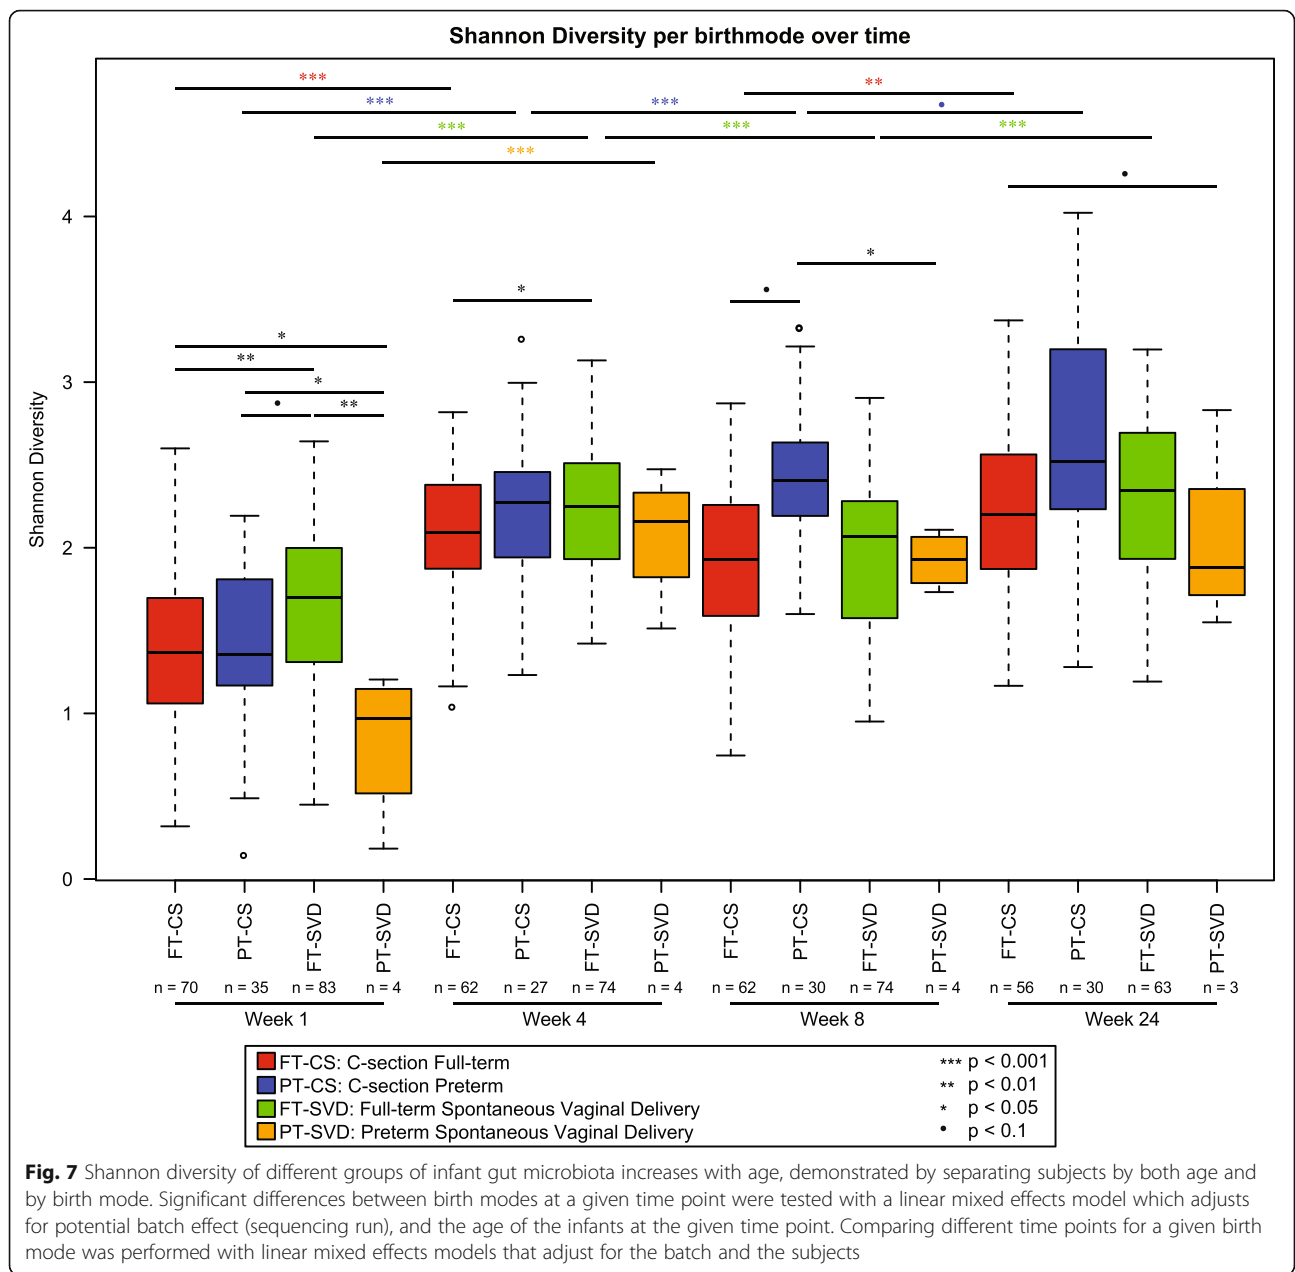 Shannon Diversity per birthmode over time
***
**
***
***
•
***
***
***
***
•
*
*
•
*
**
*
•
**
Shannon Diversity
4
3
2
1
0
FT-CS PT-CS FT-SVD PT-SVD FT-CS PT-CS FT-SVD PT-SVD FT-CS PT-CS FT-SVD PT-SVD FT-CS PT-CS FT-SVD PT-SVD
n = 70 n = 35 n = 83 n = 4 n = 62 n = 27 n = 74 n = 4 n = 62 n = 30 n = 74 n = 4 n = 56 n = 30 n = 63 n = 3
Week 1 Week 4 Week 8 Week 24
FT-CS: C-section Full-term
PT-CS: C-section Preterm
FT-SVD: Full-term Spontaneous Vaginal Delivery
PT-SVD: Preterm Spontaneous Vaginal Delivery
*** p < 0.001
** p < 0.01
* p < 0.05
• p < 0.1
Fig. 7 Shannon diversity of different groups of infant gut microbiota increases with age, demonstrated by separating subjects by both age and
by birth mode. Significant differences between birth modes at a given time point were tested with a linear mixed effects model which adjusts
for potential batch effect (sequencing run), and the age of the infants at the given time point. Comparing different time points for a given birth
mode was performed with linear mixed effects models that adjust for the batch and the subjects